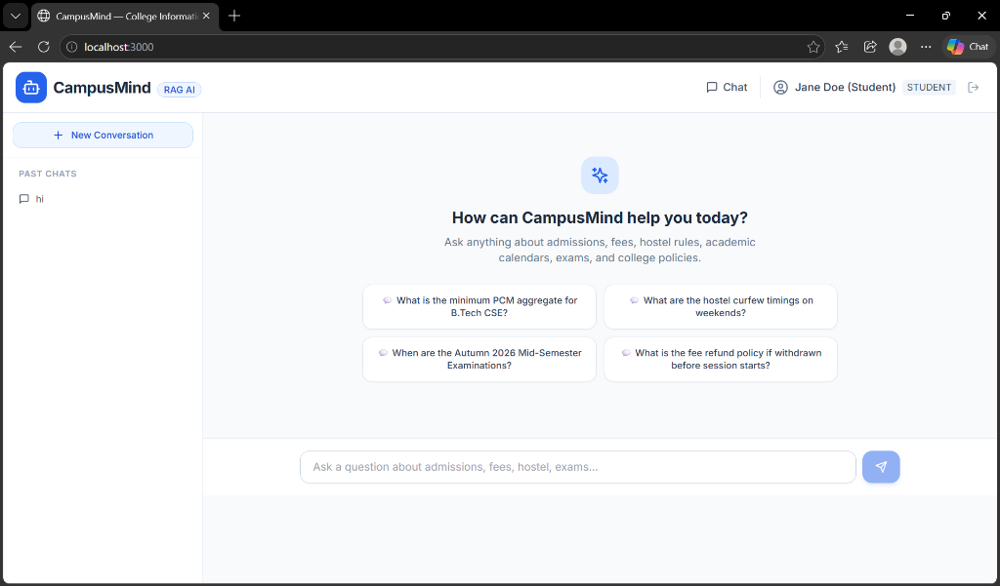 CampusMind — College Informati
localhost:3000
Chat
CampusMind RAG AI
Chat
Jane Doe (Student) STUDENT
New Conversation
PAST CHATS
hi
How can CampusMind help you today?
Ask anything about admissions, fees, hostel rules, academic
calendars, exams, and college policies.
What is the minimum PCM aggregate for
B.Tech CSE?
What are the hostel curfew timings on
weekends?
When are the Autumn 2026 Mid-Semester
Examinations?
What is the fee refund policy if withdrawn
before session starts?
Ask a question about admissions, fees, hostel, exams...